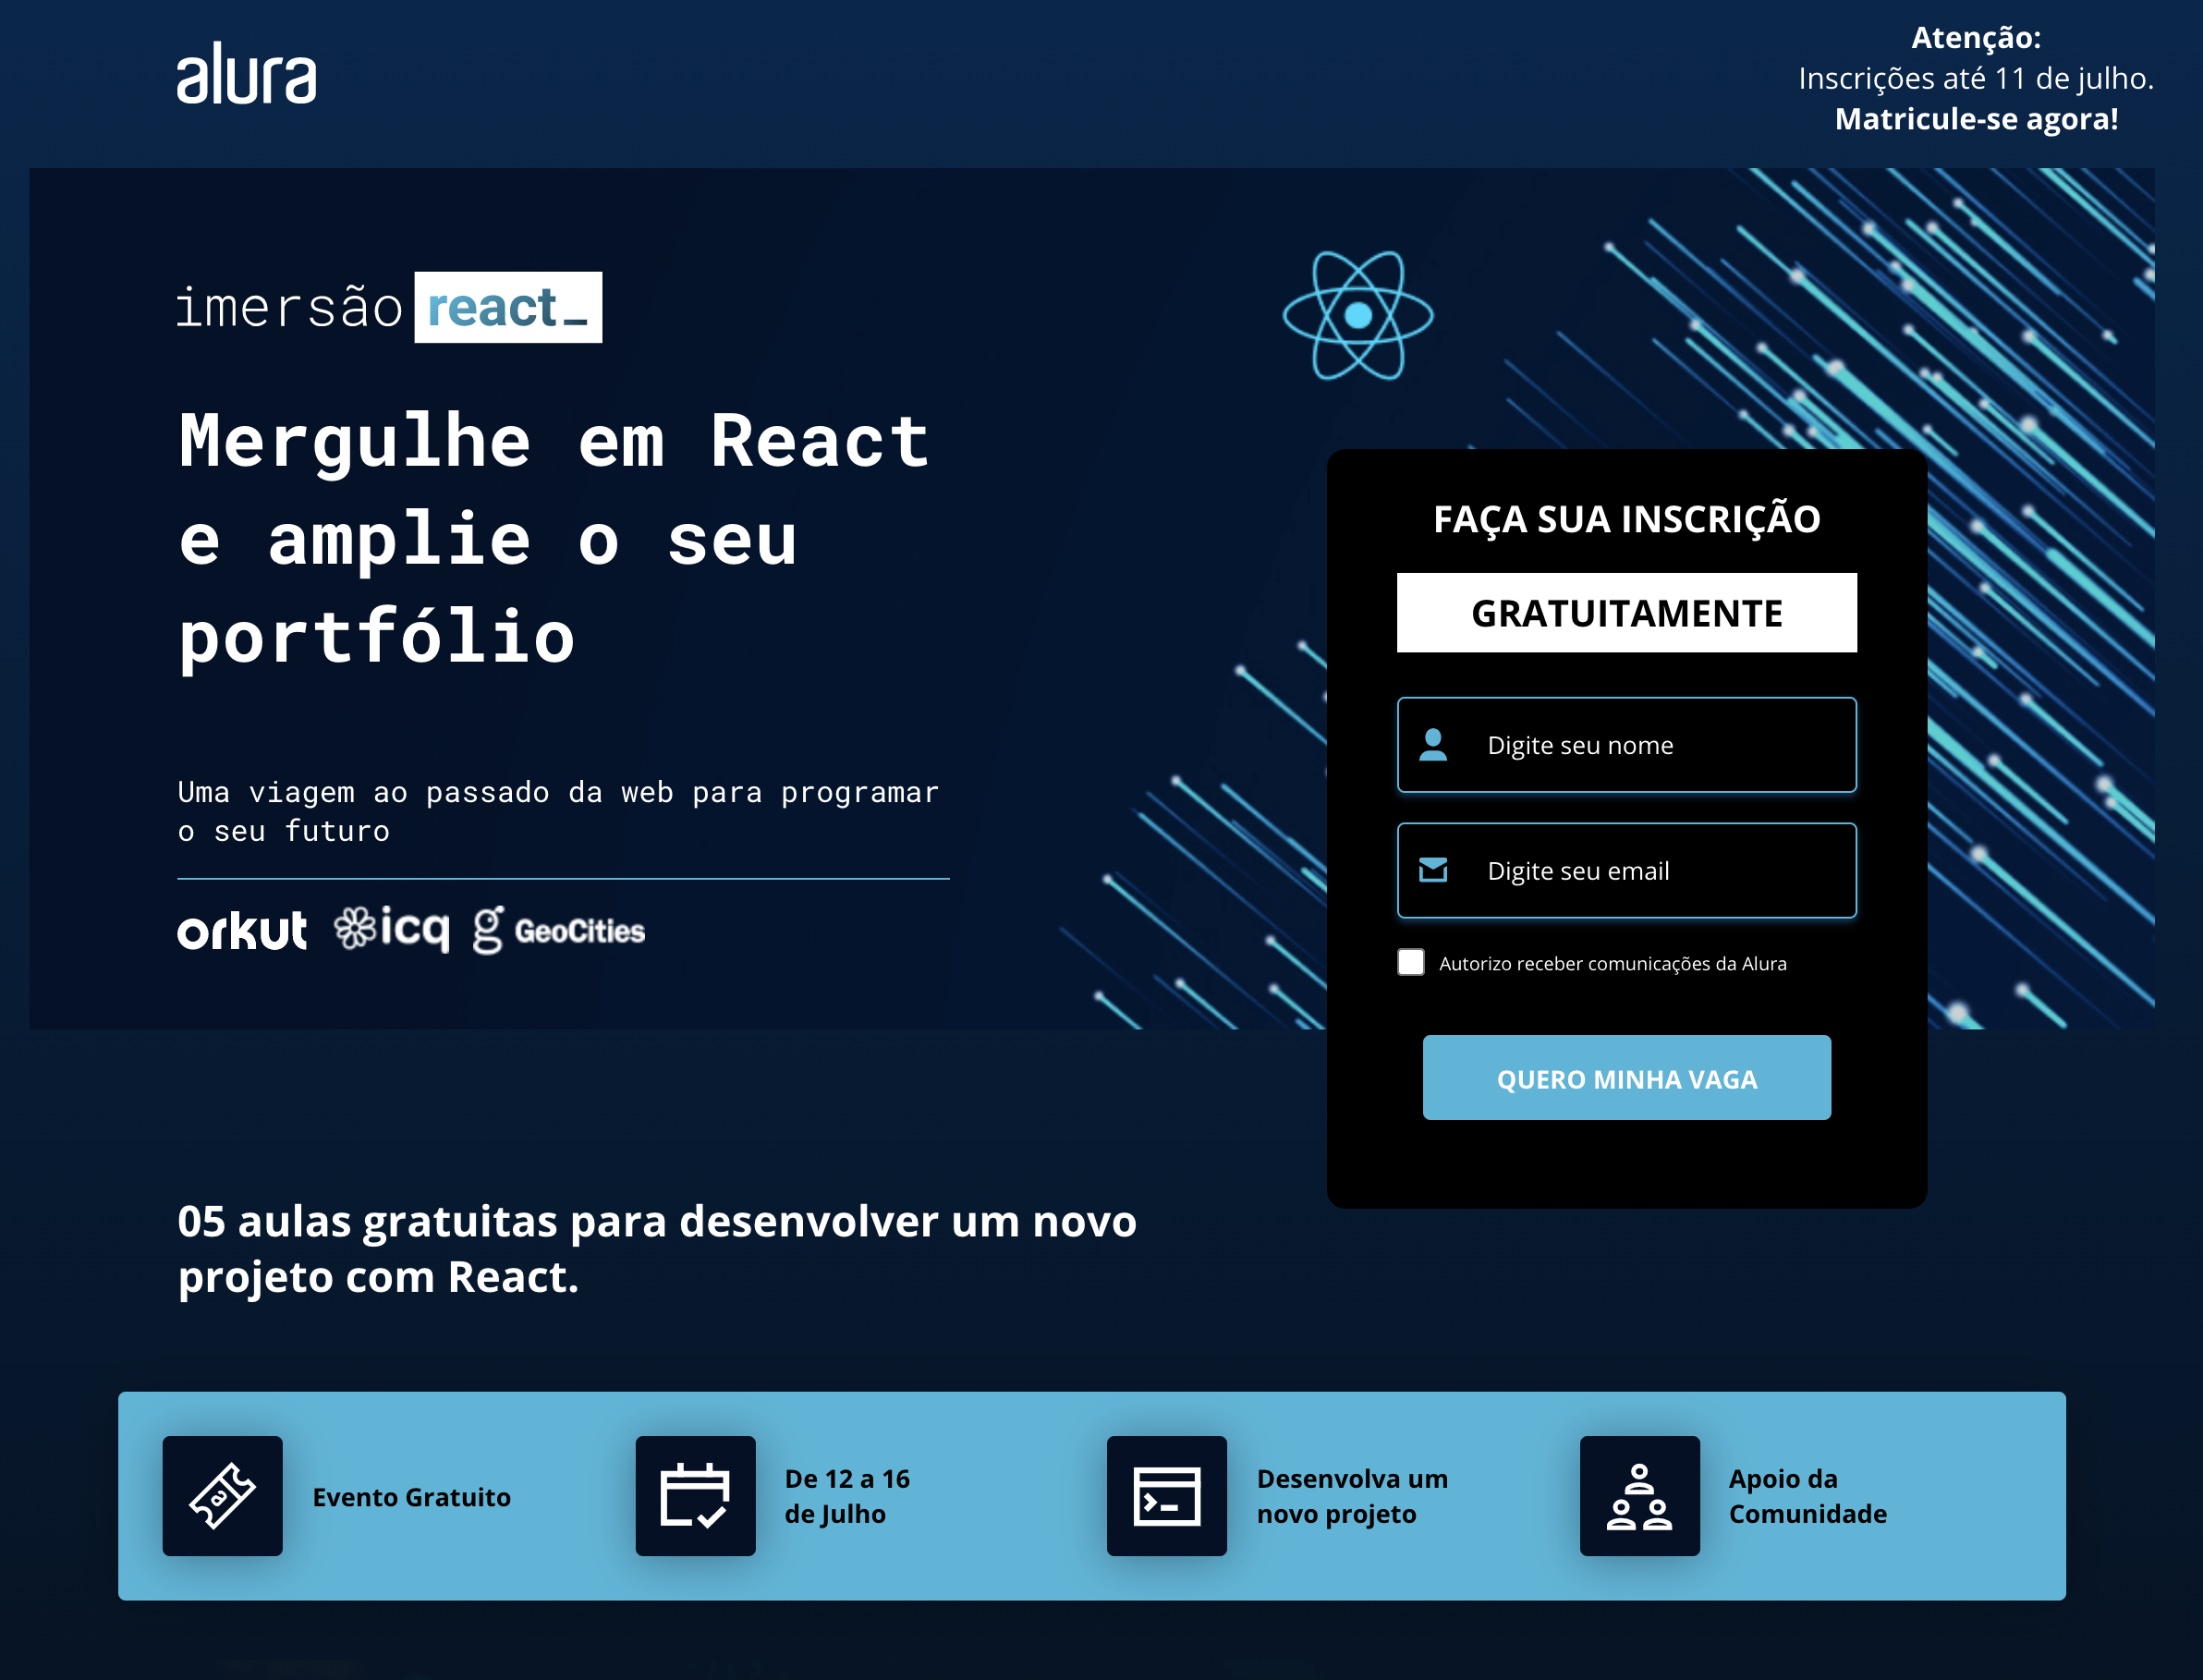 alura
Atenção:
Inscrições até 11 de julho.
Matricule-se agora!
imersão react_
Mergulhe em React
e amplie o seu
portfólio
Uma viagem ao passado da web para programar
o seu futuro
orkut icq g GeoCities
FAÇA SUA INSCRIÇÃO
GRATUITAMENTE
Digite seu nome
Digite seu email
Autorizo receber comunicações da Alura
QUERO MINHA VAGA
05 aulas gratuitas para desenvolver um novo
projeto com React.
a
Evento Gratuito
De 12 a 16
de Julho
Desenvolva um
novo projeto
Apoio da
Comunidade